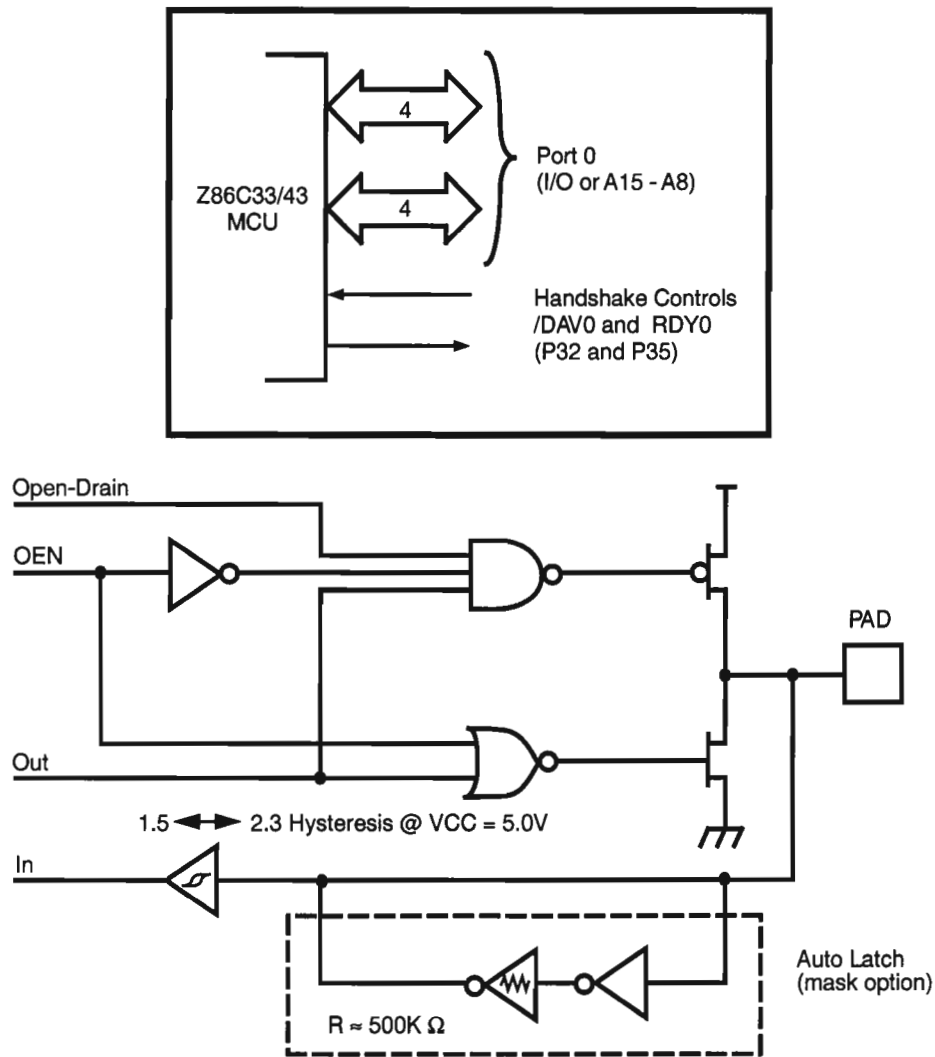 4
Z86C33/43
MCU
4
Port 0
(I/O or A15 - A8)
Handshake Controls
/DAV0 and RDY0
(P32 and P35)
Open-Drain
OEN
PAD
Out
1.5 2.3 Hysteresis @ VCC = 5.0V
In
Auto Latch
(mask option)
R ≈ 500K Ω